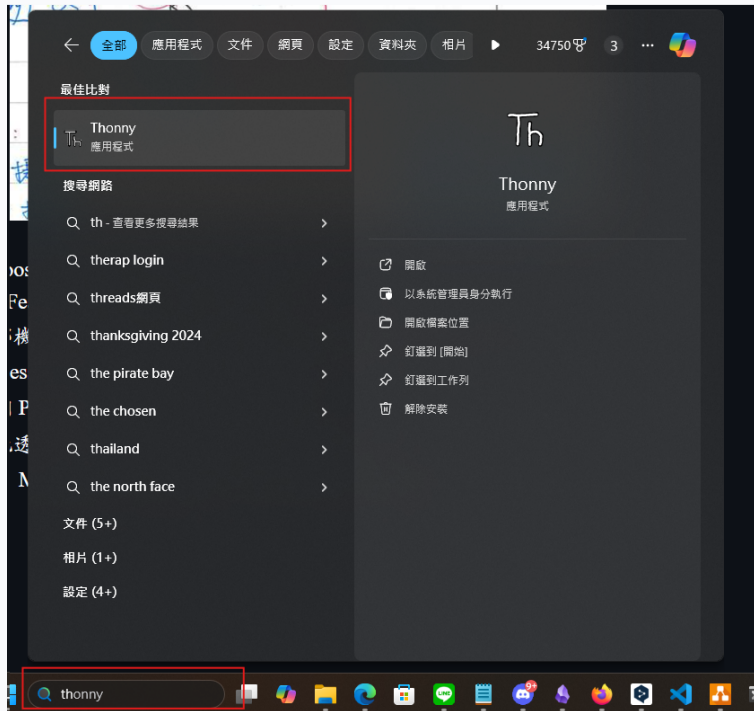 全部 應用程式 文件 網頁 設定 資料夾 相片 34750 3
最佳比對
Thonny
應用程式
搜尋網路
th - 查看更多搜尋結果
therap login
threads網頁
thanksgiving 2024
the pirate bay
the chosen
thailand
the north face
文件 (5+)
相片 (1+)
設定 (4+)
Th
Thonny
應用程式
開啟
以系統管理員身分執行
開啟檔案位置
釘選到 [開始]
釘選到工作列
解除安裝
thonny